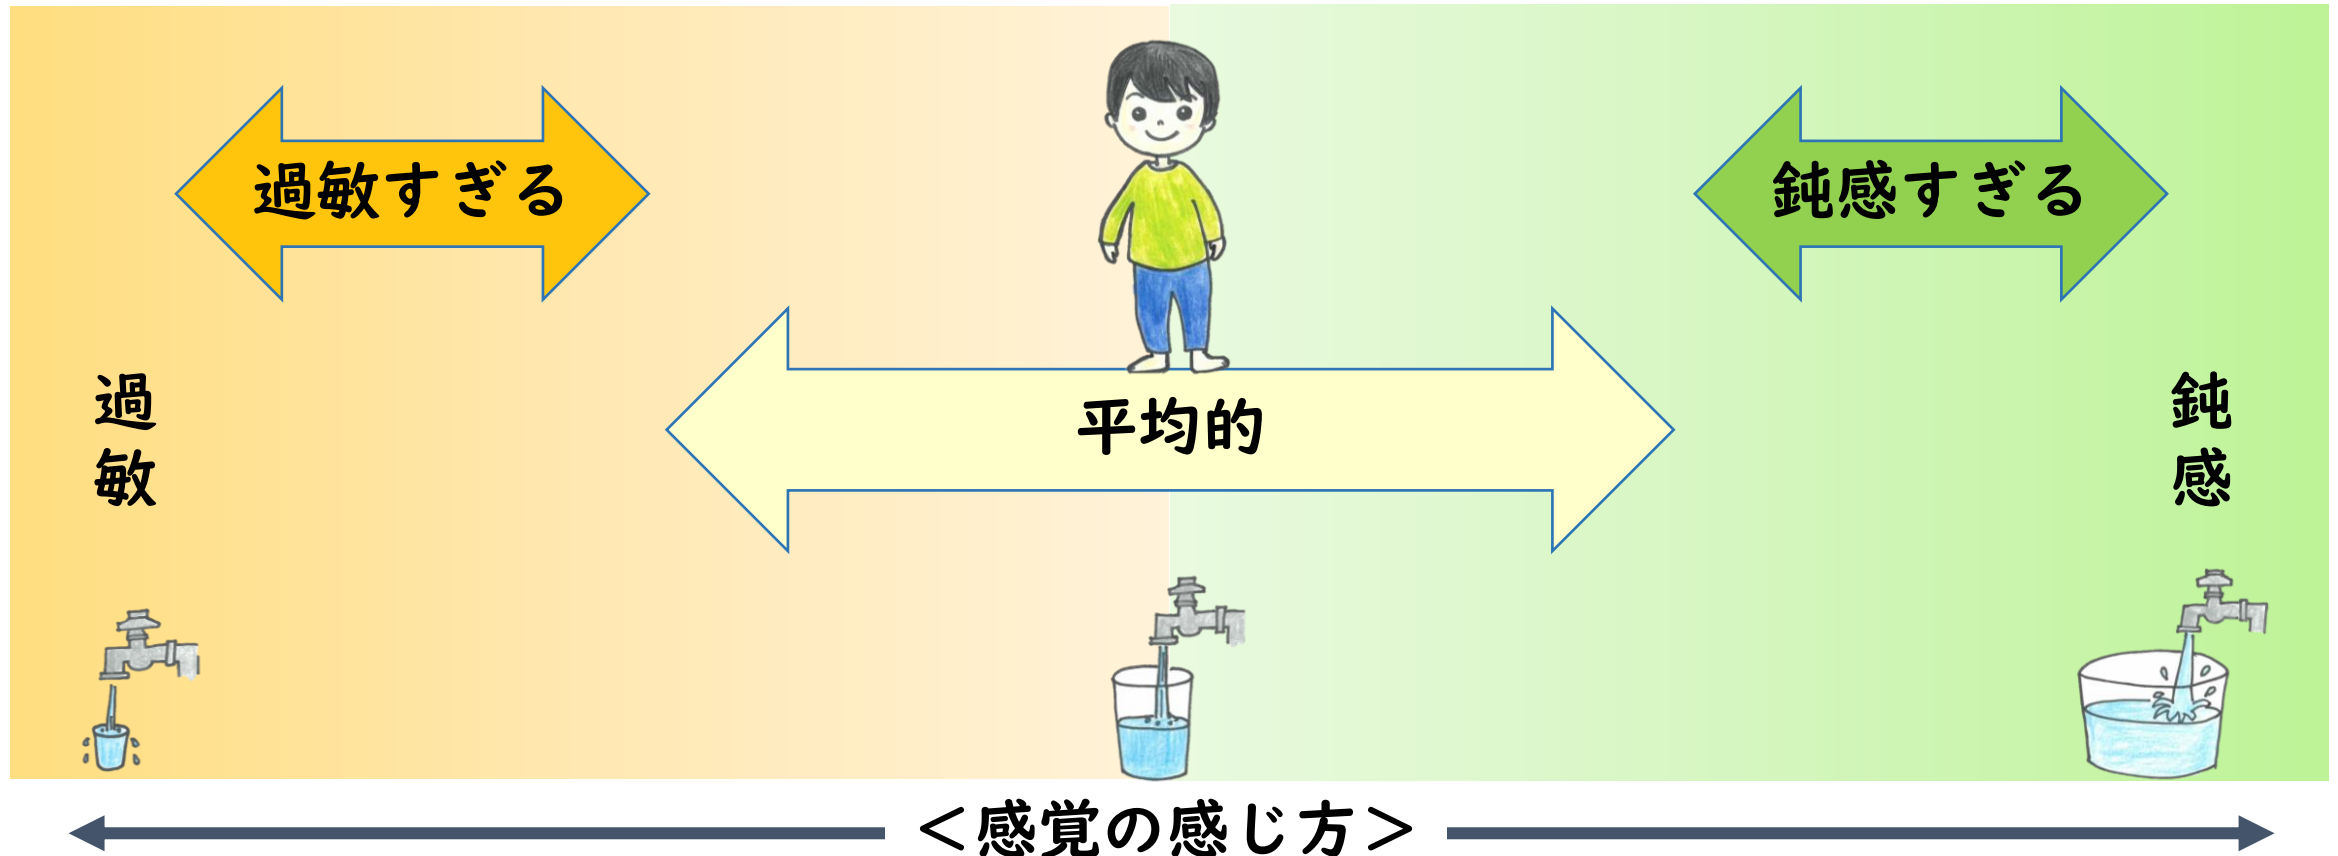 過敏すぎる
鈍感すぎる
過敏
平均的
鈍感
＜感覚の感じ方＞